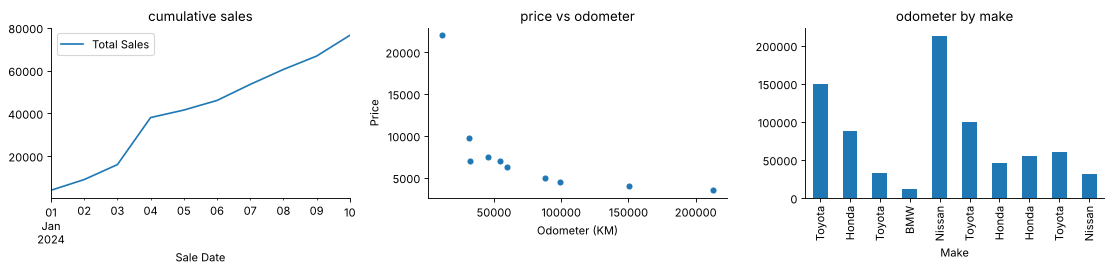 cumulative sales
80000
60000
40000
20000
Total Sales
01
Jan
2024
02
03
04
05
06
07
08
09
10
Sale Date
price vs odometer
20000
15000
10000
5000
Price
50000
100000
150000
200000
Odometer (KM)
odometer by make
200000
150000
100000
50000
0
Toyota
Honda
Toyota
BMW
Nissan
Toyota
Honda
Honda
Toyota
Nissan
Make